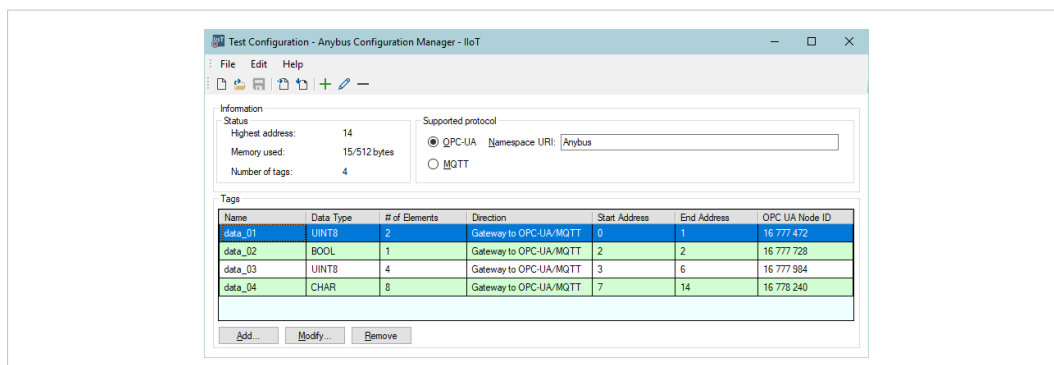 Test Configuration - Anybus Configuration Manager - IIoT
File Edit Help
Information
Status
Highest address: 14
Memory used: 15/512 bytes
Number of tags: 4
Supported protocol
OPC-UA Namespace URI: Anybus
MQTT
Tags
Name Data Type # of Elements Direction Start Address End Address OPC UA Node ID
data_01 UINT8 2 Gateway to OPC-UA/MQTT 0 1 16 777 472
data_02 BOOL 1 Gateway to OPC-UA/MQTT 2 2 16 777 728
data_03 UINT8 4 Gateway to OPC-UA/MQTT 3 6 16 777 984
data_04 CHAR 8 Gateway to OPC-UA/MQTT 7 14 16 778 240
Add... Modify... Remove